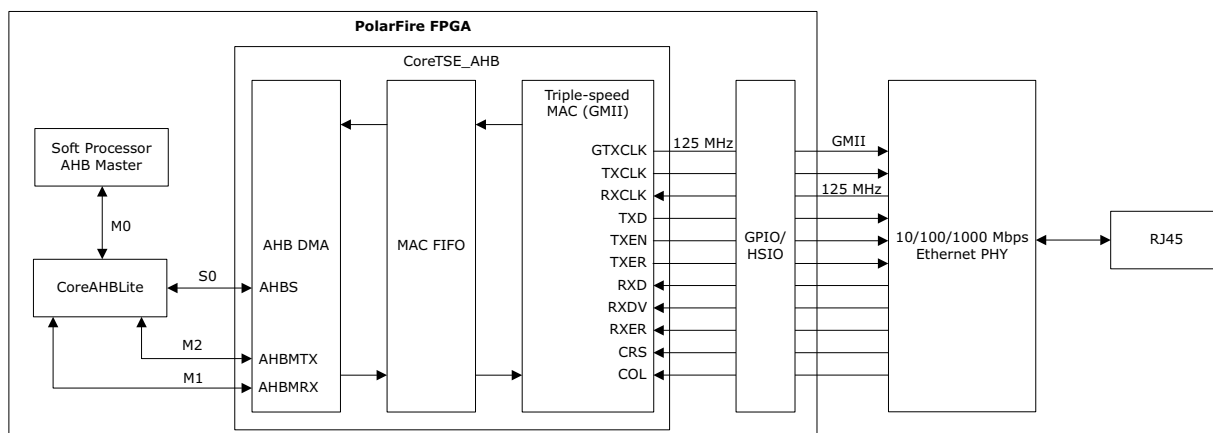 PolarFire FPGA
CoreTSE_AHB
Soft Processor
AHB Master
M0
CoreAHBLite
S0
M2
M1
AHB DMA
AHBS
AHBMTX
AHBMRX
MAC FIFO
Triple-speed
MAC (GMII)
GTXCLK
TXCLK
RXCLK
TXD
TXEN
TXER
RXD
RXDV
RXER
CRS
COL
125 MHz
GPIO/
HSIO
GMII
125 MHz
10/100/1000 Mbps
Ethernet PHY
RJ45